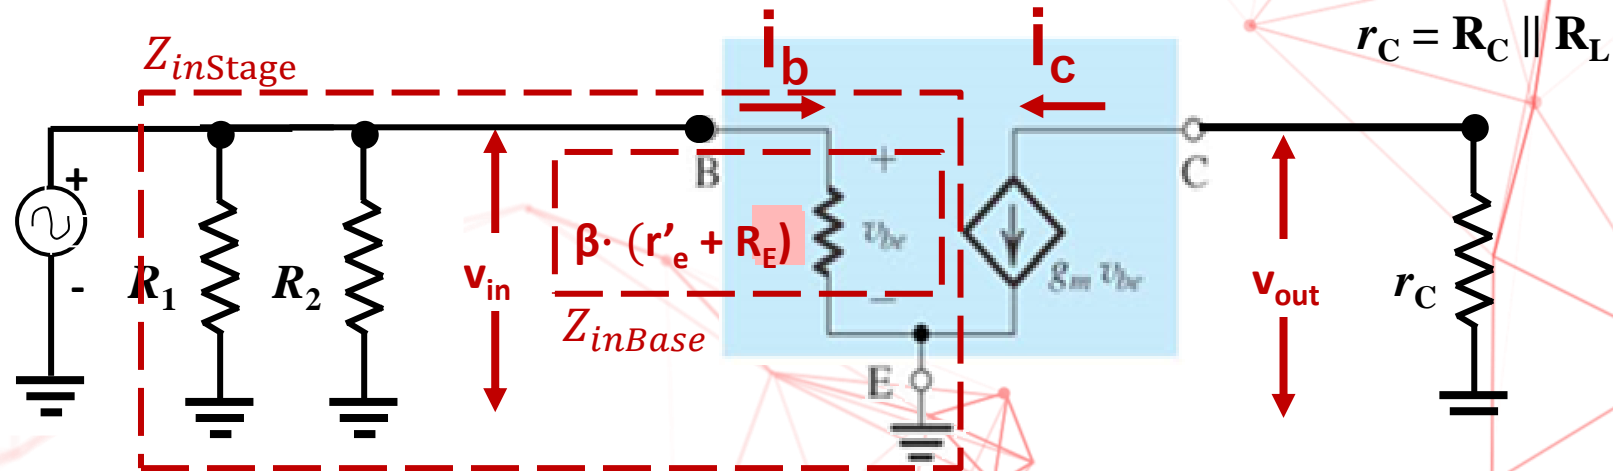 Z_inStage
i_b
i_c
r_C = R_C || R_L
+
B
+
C
R_1
R_2
v_in
β· (r’_e + R_E)
v_be
g_m v_be
v_out
r_C
-
−
Z_inBase
E